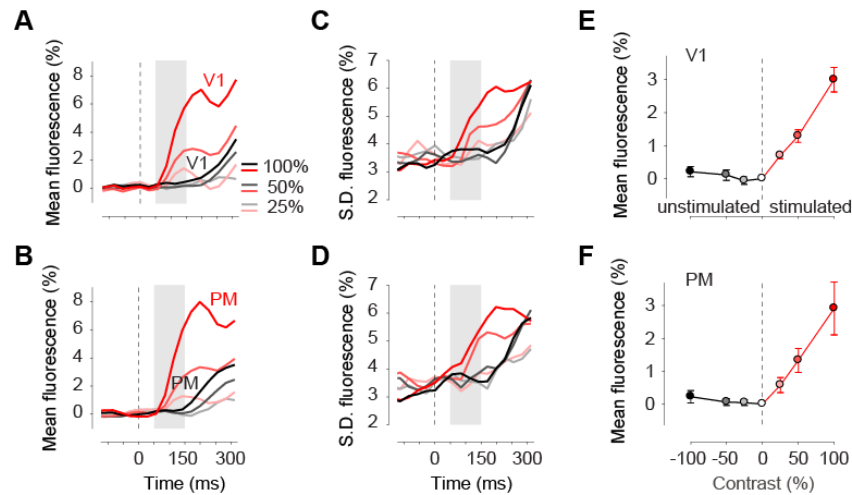 A
Mean fluorescence (%)
8
6
4
2
0
V1
V1
100%
50%
25%
B
Mean fluorescence (%)
8
6
4
2
0
PM
PM
0 150 300
Time (ms)
C
S.D. fluorescence (%)
7
6
5
4
3
2
D
S.D. fluorescence (%)
7
6
5
4
3
2
0 150 300
Time (ms)
E
V1
Mean fluorescence (%)
3
2
1
0
unstimulated stimulated
F
PM
Mean fluorescence (%)
3
2
1
0
-100 -50 0 50 100
Contrast (%)